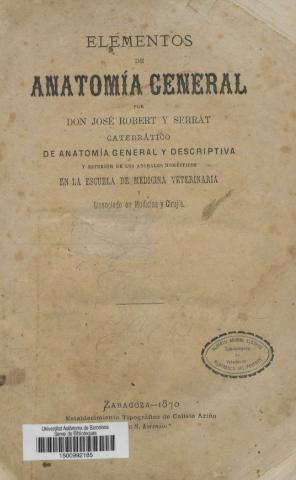 ELEMENTOS
DE
ANATOMÍA GENERAL
POR
DON JOSÉ ROBERT Y SERRÁT
CATEDRÁTICO
DE ANATOMÍA GENERAL Y DESCRIPTIVA
Y EXTERIOR DE LOS ANIMALES DOMÉSTICOS
EN LA ESCUELA DE MEDICINA VETERINARIA
Y
Licenciado en Medicina y Cirujía.
ZARAGOZA—1870
Establecimiento Tipográfico de Calisto Ariño
S. Lorenzo
Universitat Autònoma de Barcelona
Servei de Biblioteques
1500992185